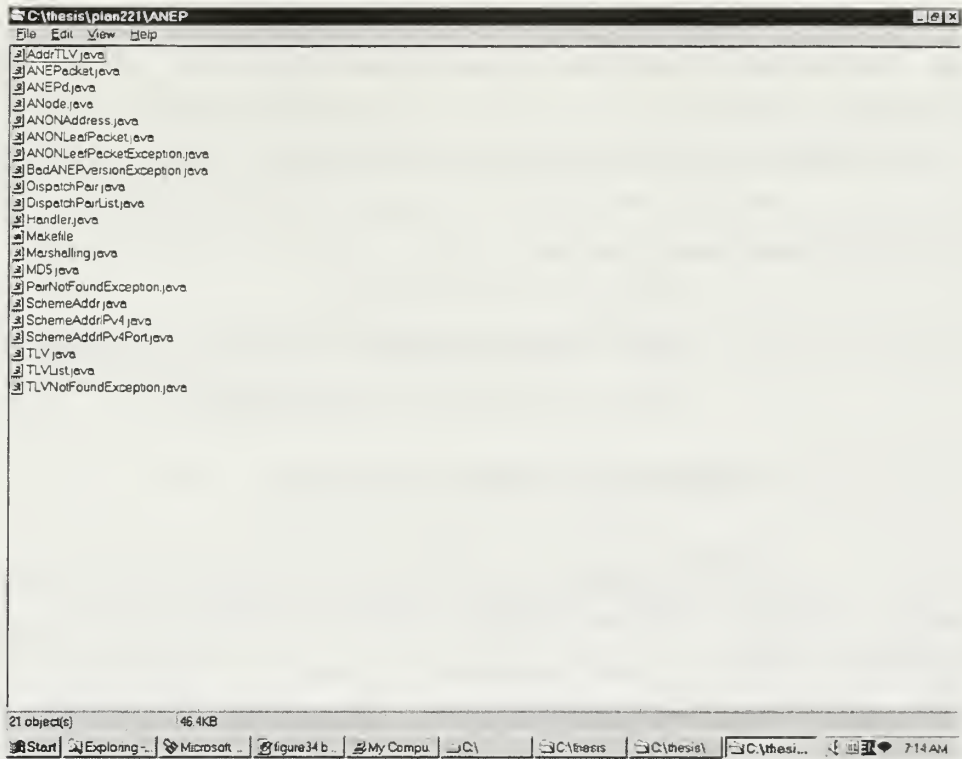 C:\thesis\plan221\ANEP
File Edit View Help
AddrTLV.java
ANEPacket.java
ANEPd.java
ANode.java
ANONAddress.java
ANONLeafPacket.java
ANONLeafPacketException.java
BadANEPversionException.java
DispatchPair.java
DispatchPairList.java
Handler.java
Makefile
Marshalling.java
MD5.java
PairNotFoundException.java
SchemeAddr.java
SchemeAddrIPv4.java
SchemeAddrIPv4Port.java
TLV.java
TLVList.java
TLVNotFoundException.java
21 object(s) 46.4KB
Start Exploring -... Microsoft ... figure34 b... My Compu... C:\ C:\thesis C:\thesis\ C:\thesi... 7:14 AM